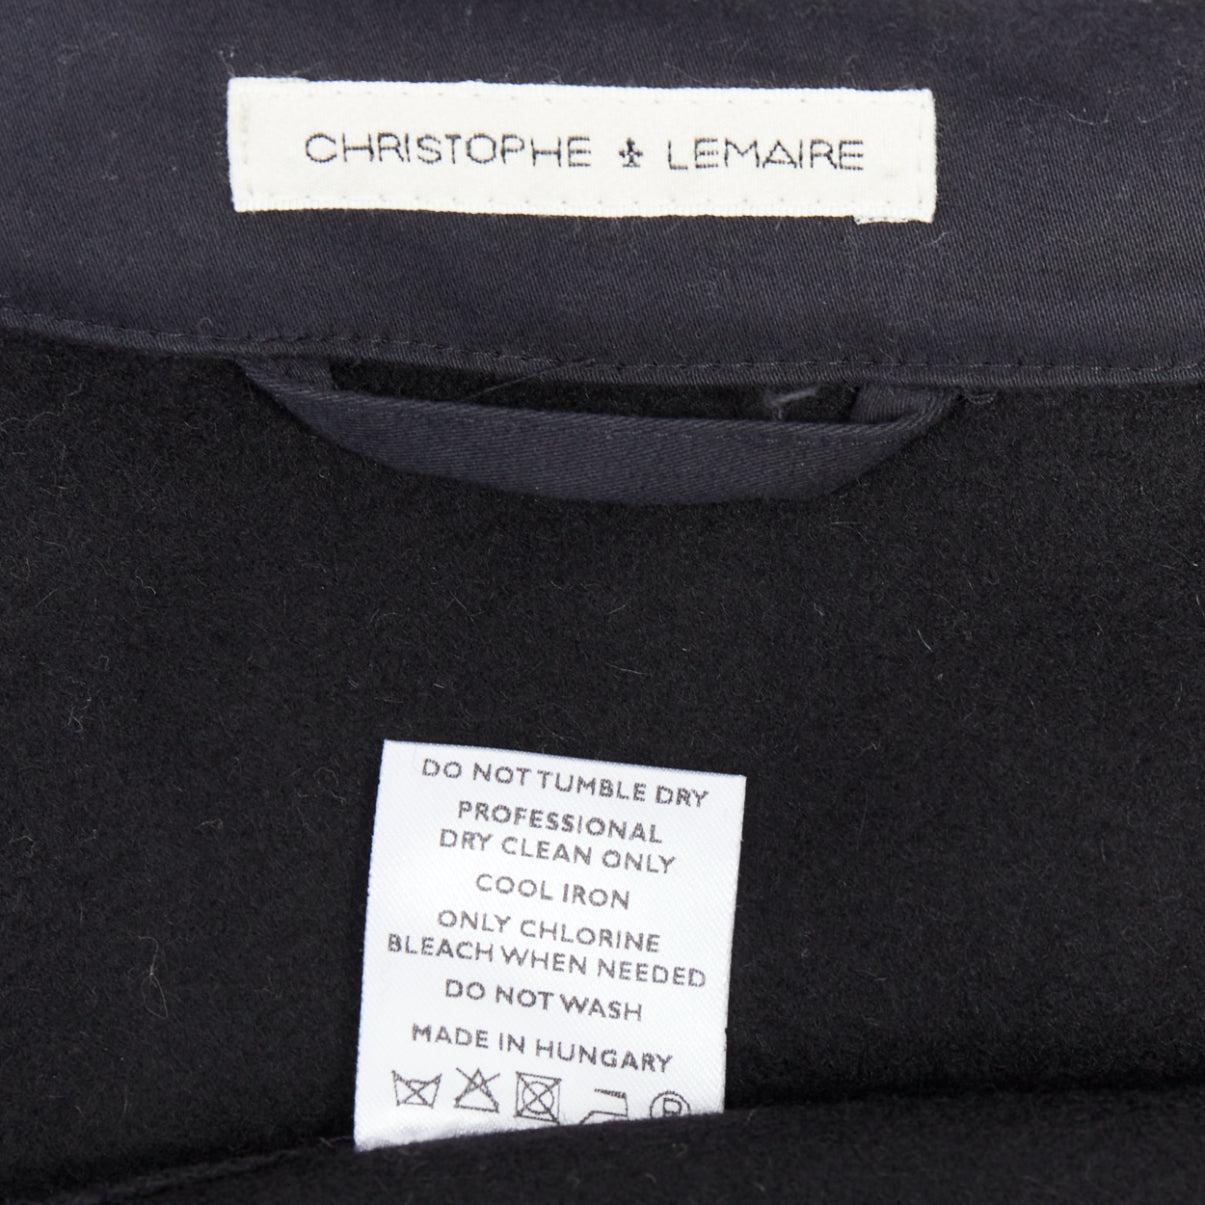 CHRISTOPHE LEMAIRE
DO NOT TUMBLE DRY
PROFESSIONAL
DRY CLEAN ONLY
COOL IRON
ONLY CHLORINE
BLEACH WHEN NEEDED
DO NOT WASH
MADE IN HUNGARY
P